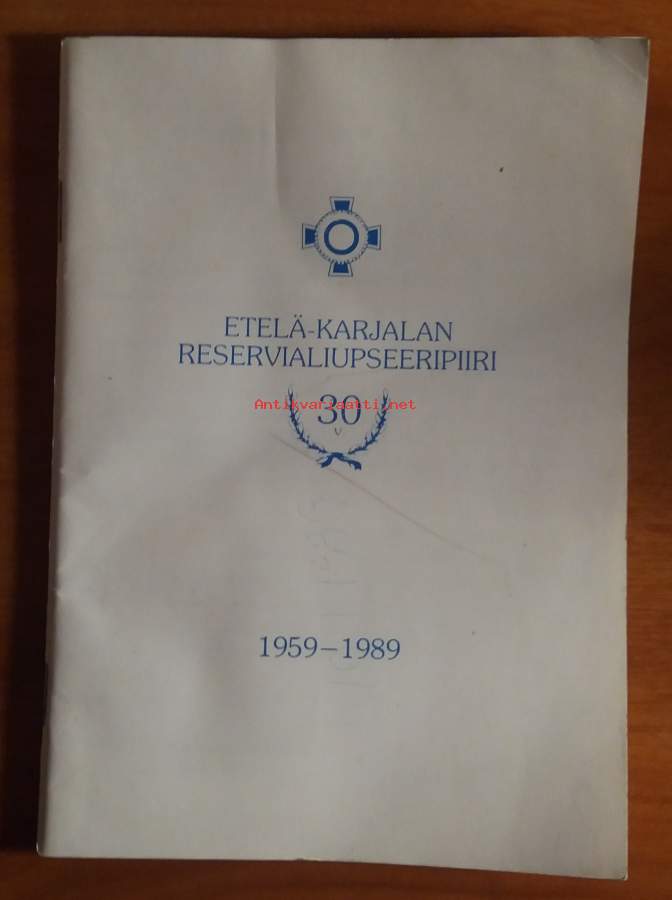 ETELÄ-KARJALAN
RESERVIALIUPSEERIPIIRI
Antikvariaatti.net
30
V
1959–1989